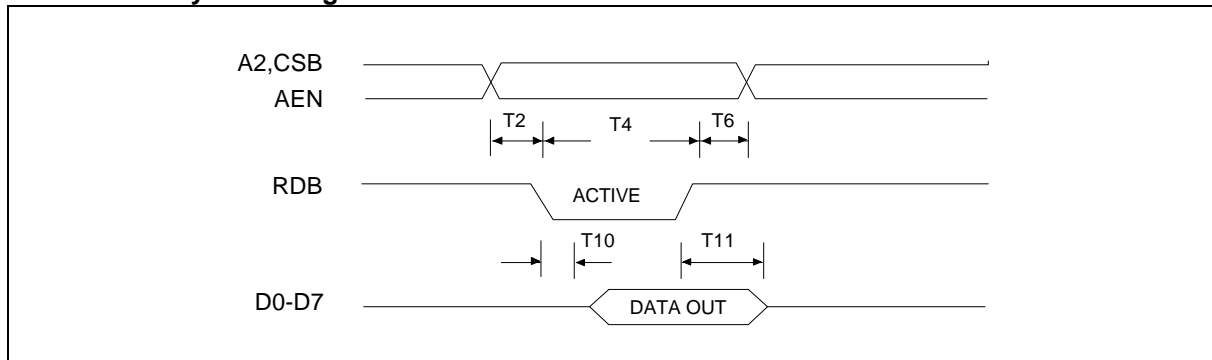 A2,CSB
AEN
T2
T4
T6
RDB
ACTIVE
T10
T11
D0-D7
DATA OUT